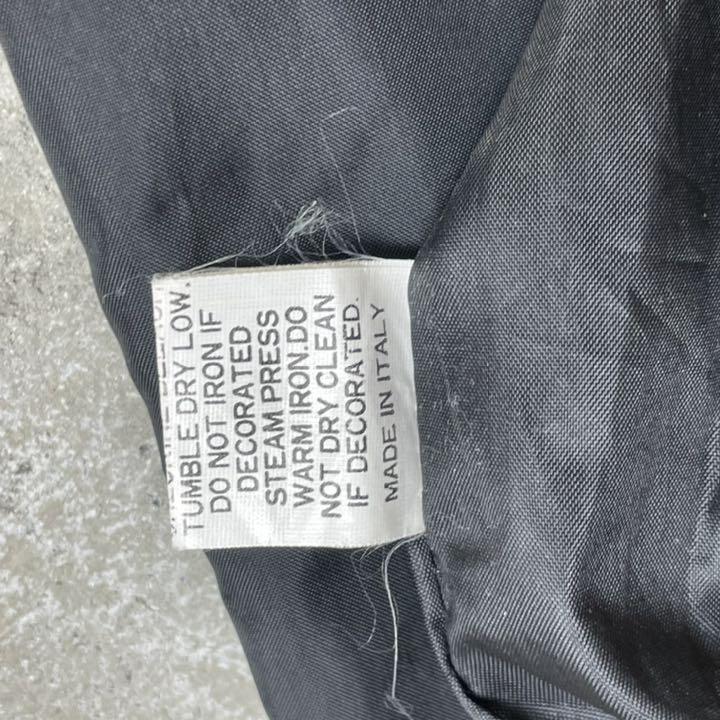 TUMBLE DRY LOW.
DO NOT IRON IF
DECORATED
STEAM PRESS
WARM IRON.DO
NOT DRY CLEAN
IF DECORATED.
MADE IN ITALY